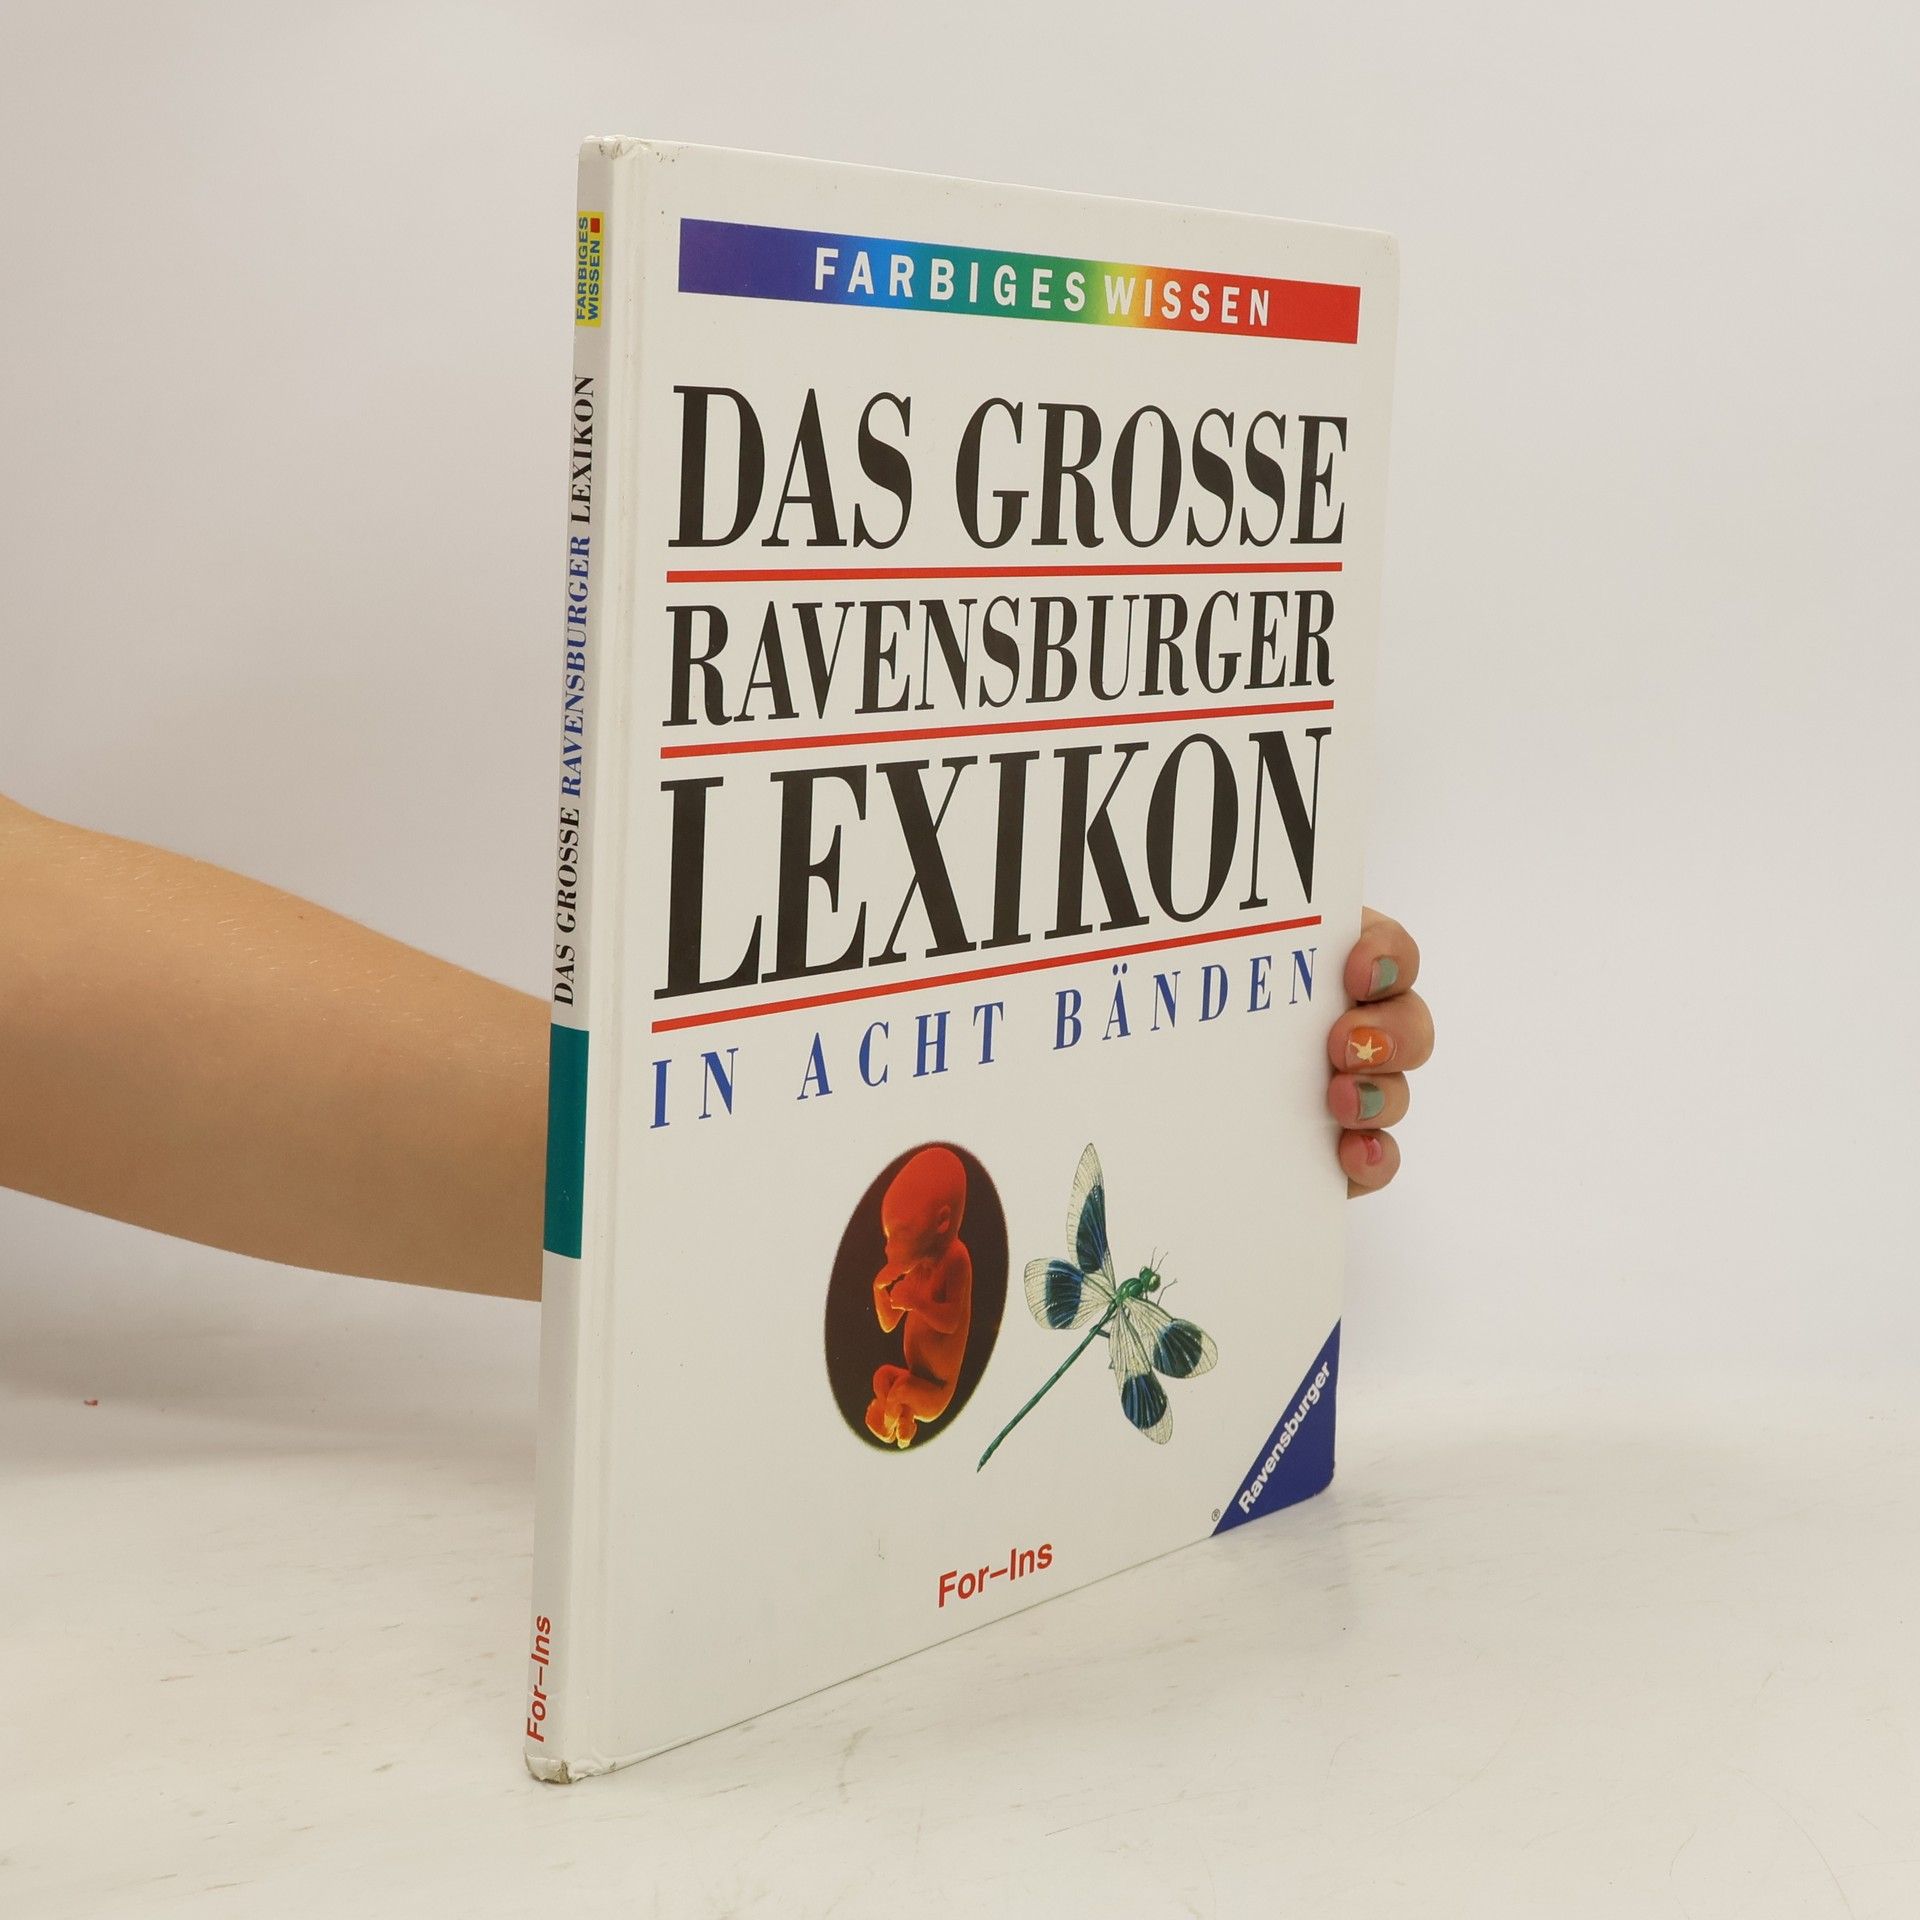 FARBIGES WISSEN
DAS GROSSE
RAVENSBURGER
LEXIKON
IN ACHT BÄNDEN
Ravensburger
®
For–Ins
FARBIGES
WISSEN
DAS GROSSE RAVENSBURGER LEXIKON
For–Ins